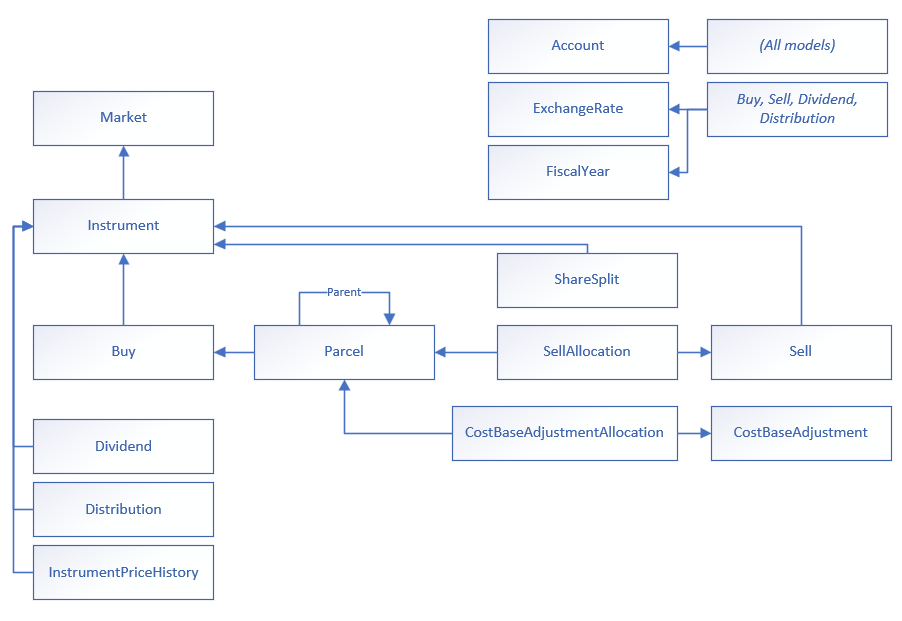 Account
(All models)
Market
ExchangeRate
Buy, Sell, Dividend,
Distribution
FiscalYear
Instrument
ShareSplit
Parent
Buy
Parcel
SellAllocation
Sell
CostBaseAdjustmentAllocation
CostBaseAdjustment
Dividend
Distribution
InstrumentPriceHistory